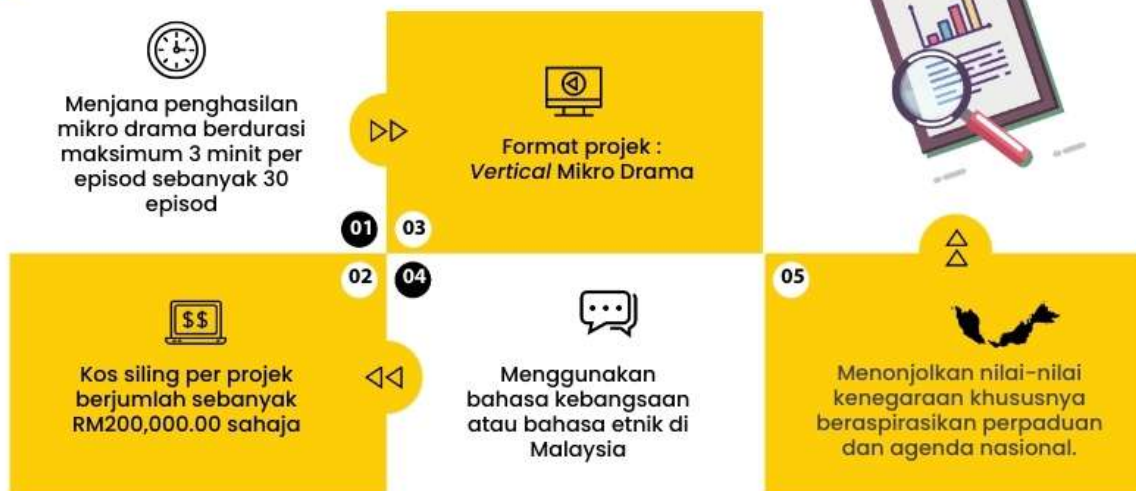 Menjana penghasilan
mikro drama berdurasi
maksimum 3 minit per
episod sebanyak 30
episod
01
02
$$
Kos siling per projek
berjumlah sebanyak
RM200,000.00 sahaja
03
Format projek :
Vertical Mikro Drama
04
Menggunakan
bahasa kebangsaan
atau bahasa etnik di
Malaysia
05
Menonjolkan nilai-nilai
kenegaraan khususnya
beraspirasikan perpaduan
dan agenda nasional.